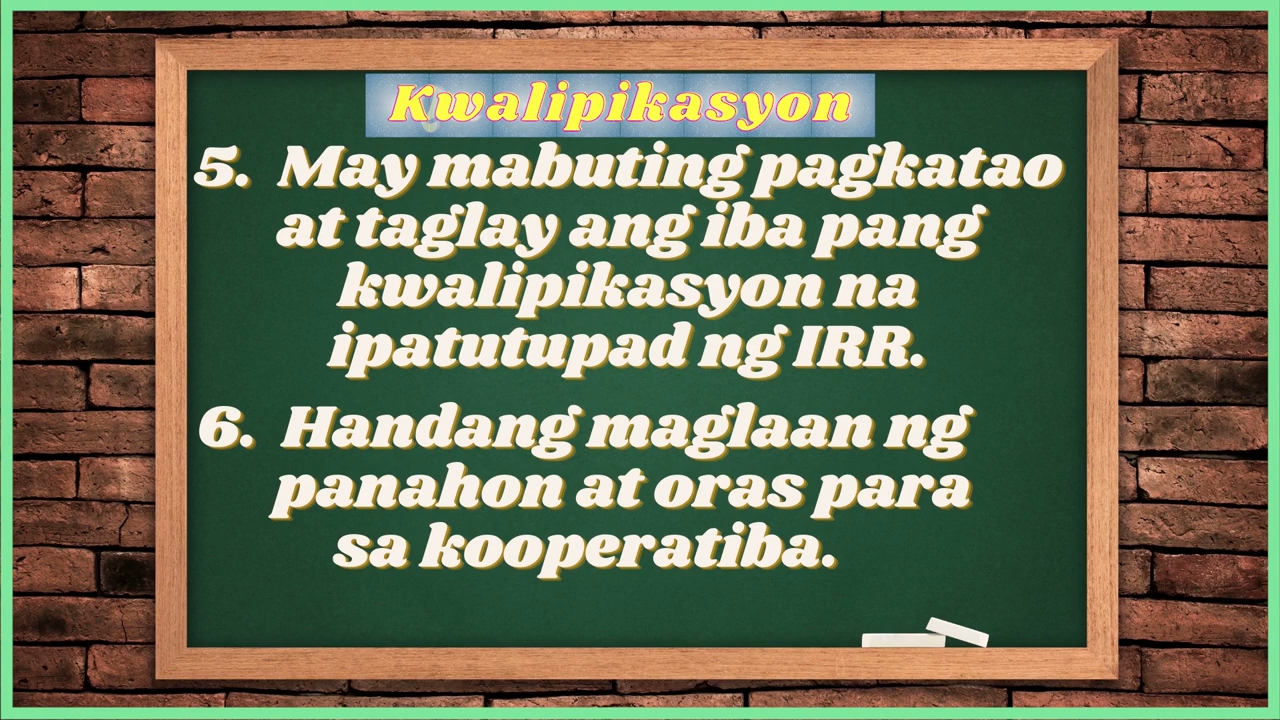 Kwalipikasyon
5. May mabuting pagkatao
at taglay ang iba pang
kwalipikasyon na
ipatutupad ng IRR.
6. Handang maglaan ng
panahon at oras para
sa kooperatiba.